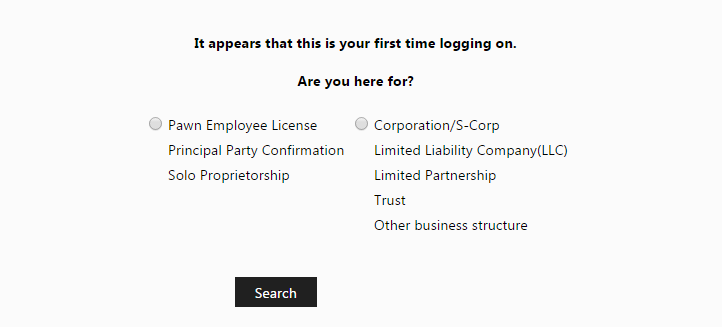 It appears that this is your first time logging on.
Are you here for?
Pawn Employee License
Principal Party Confirmation
Solo Proprietorship
Corporation/S-Corp
Limited Liability Company(LLC)
Limited Partnership
Trust
Other business structure
Search